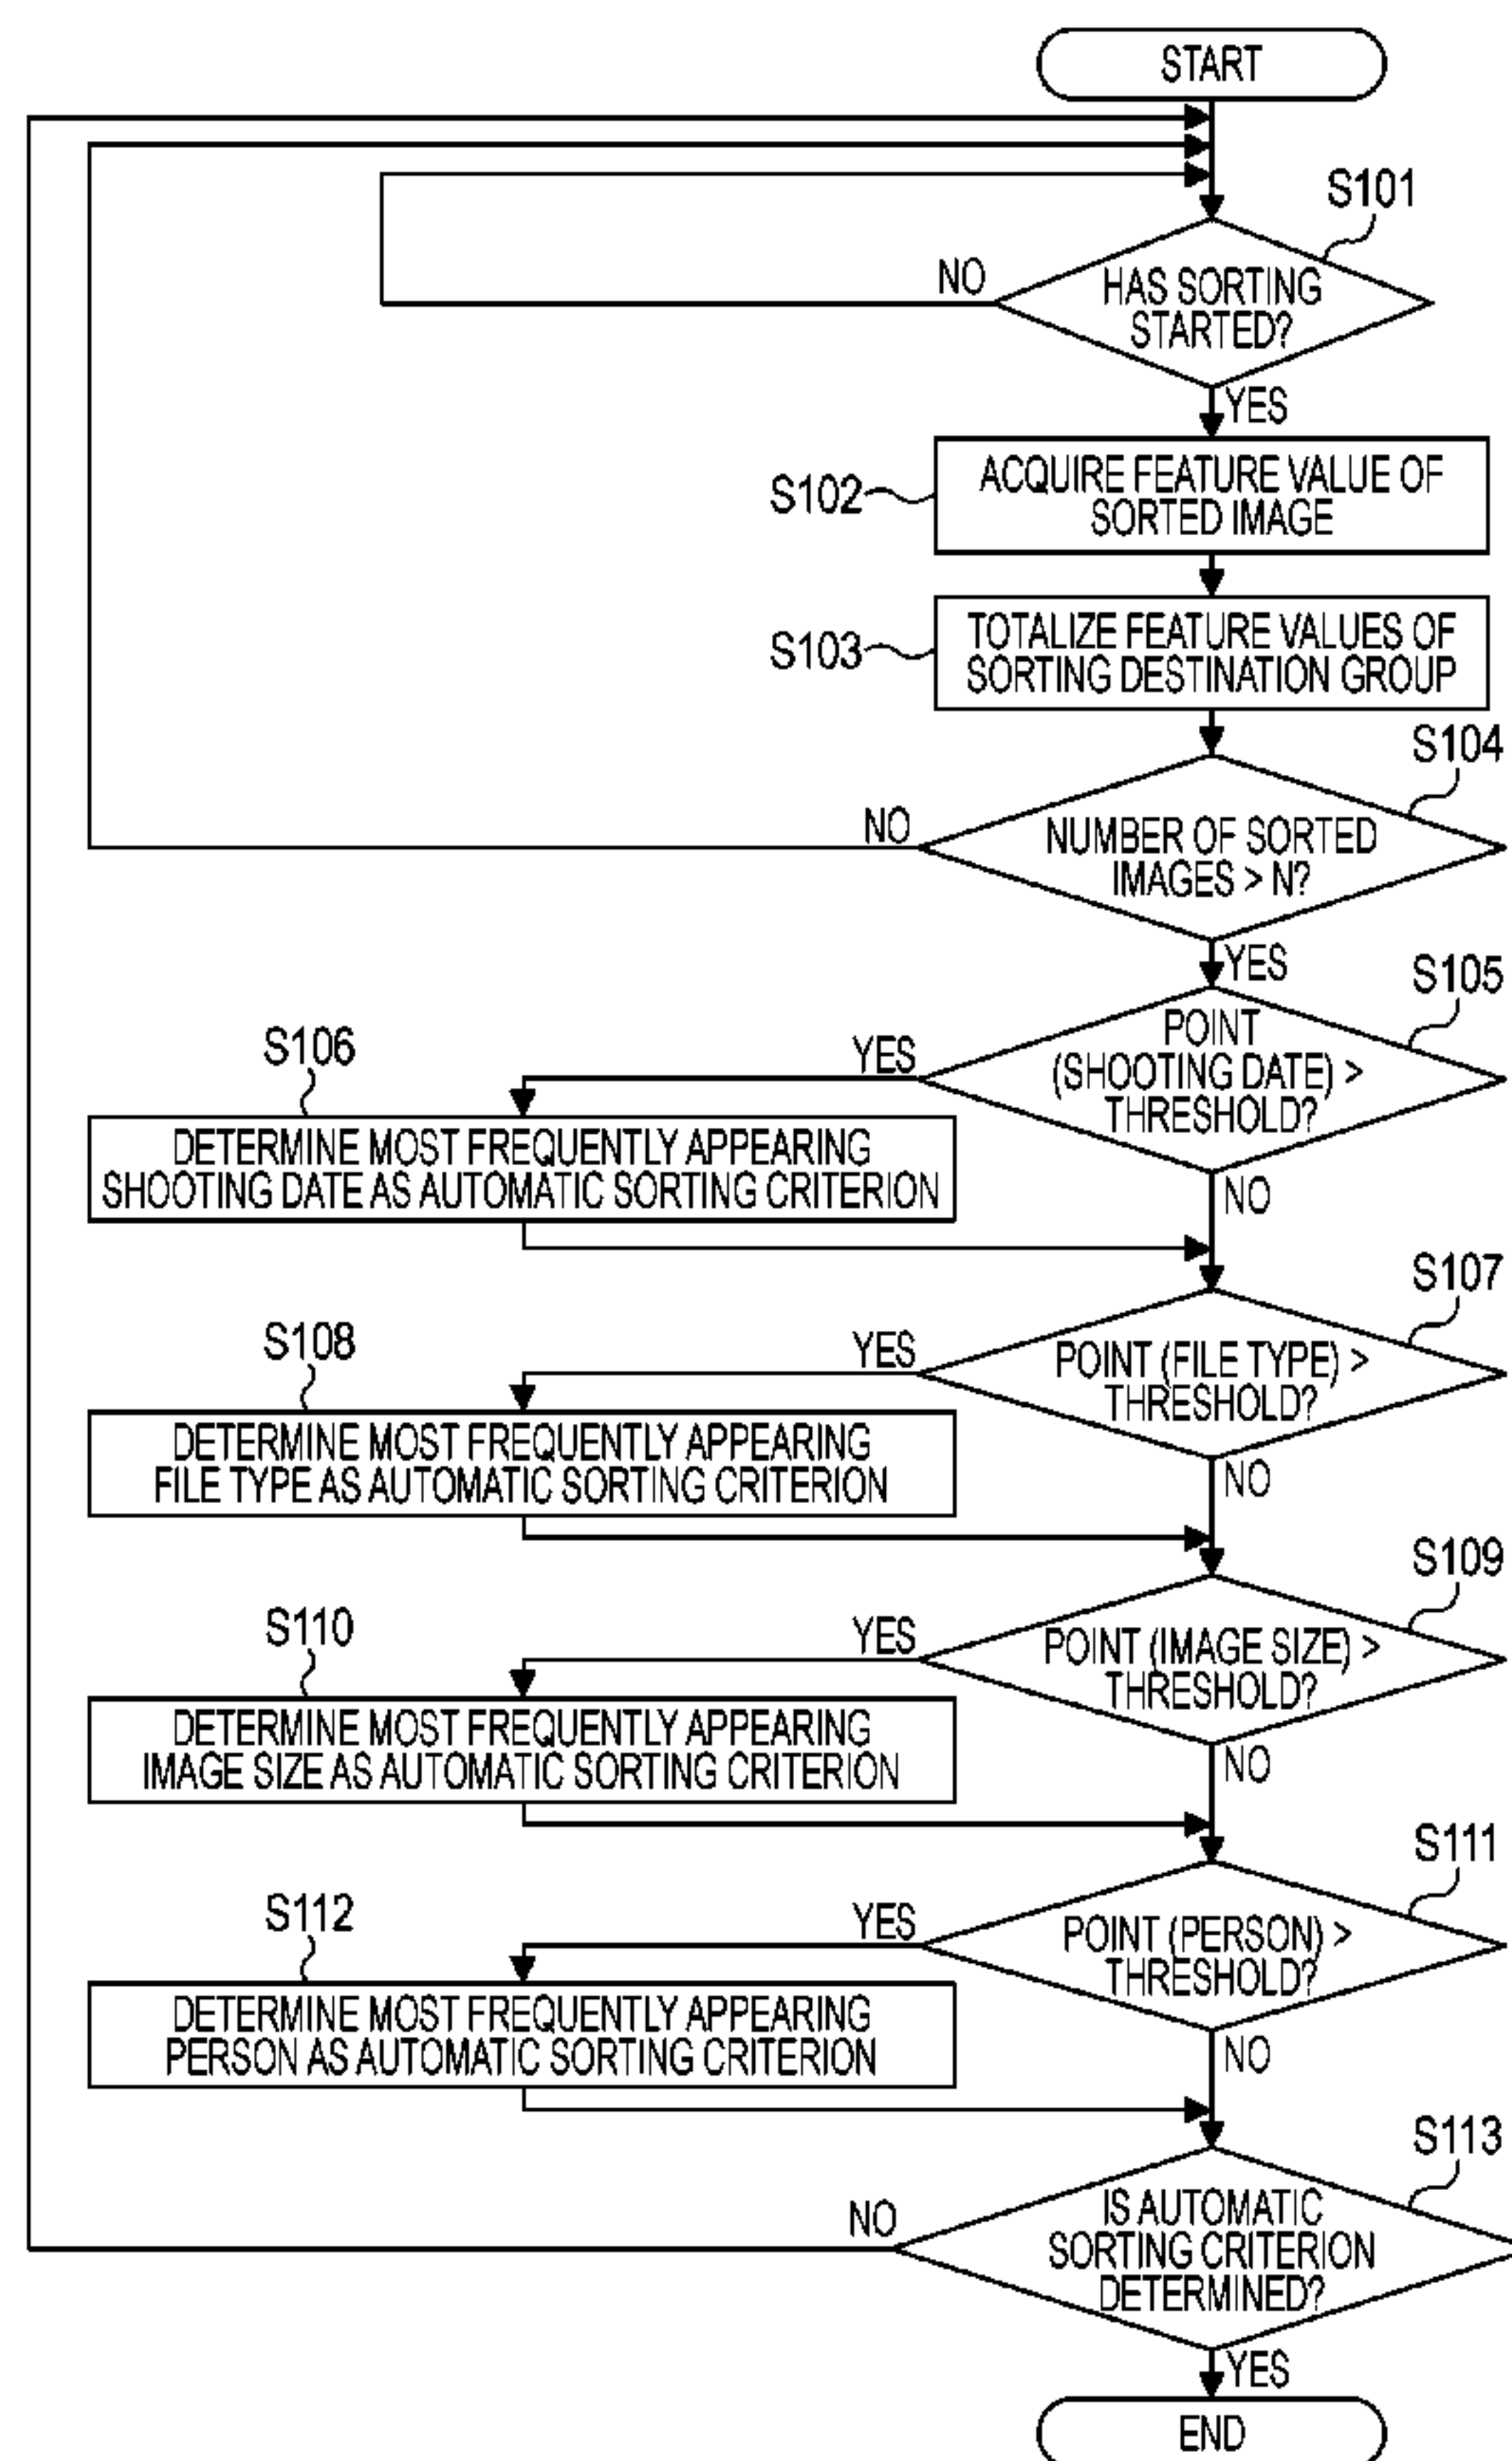 START
S101
NO
HAS SORTING
STARTED?
YES
S102
ACQUIRE FEATURE VALUE OF
SORTED IMAGE
S103
TOTALIZE FEATURE VALUES OF
SORTING DESTINATION GROUP
S104
NO
NUMBER OF SORTED
IMAGES > N?
YES
S105
S106
YES
POINT
(SHOOTING DATE) >
THRESHOLD?
DETERMINE MOST FREQUENTLY APPEARING
SHOOTING DATE AS AUTOMATIC SORTING CRITERION
NO
S107
S108
YES
POINT (FILE TYPE) >
THRESHOLD?
DETERMINE MOST FREQUENTLY APPEARING
FILE TYPE AS AUTOMATIC SORTING CRITERION
NO
S109
S110
YES
POINT (IMAGE SIZE) >
THRESHOLD?
DETERMINE MOST FREQUENTLY APPEARING
IMAGE SIZE AS AUTOMATIC SORTING CRITERION
NO
S111
S112
YES
POINT (PERSON) >
THRESHOLD?
DETERMINE MOST FREQUENTLY APPEARING
PERSON AS AUTOMATIC SORTING CRITERION
NO
S113
NO
IS AUTOMATIC
SORTING CRITERION
DETERMINED?
YES
END